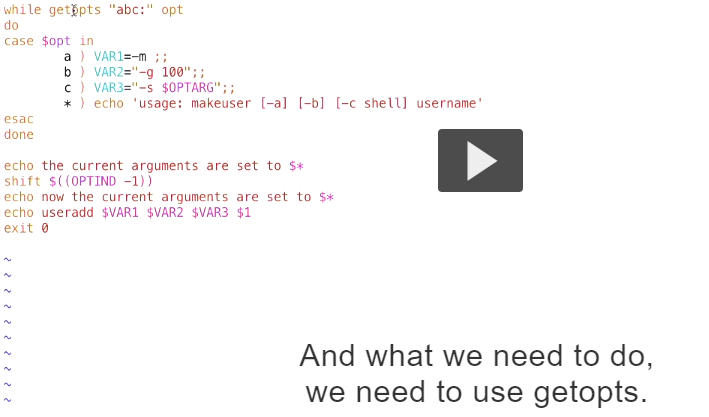 while getopts "abc:" opt
do
case $opt in
        a ) VAR1=-m ;;
        b ) VAR2="-g 100";;
        c ) VAR3="-s $OPTARG";;
        * ) echo 'usage: makeuser [-a] [-b] [-c shell] username'
esac
done

echo the current arguments are set to $*
shift $((OPTIND -1))
echo now the current arguments are set to $*
echo useradd $VAR1 $VAR2 $VAR3 $1
exit 0

~
~
~
~
~
~
~
~
~
~
And what we need to do,
we need to use getopts.